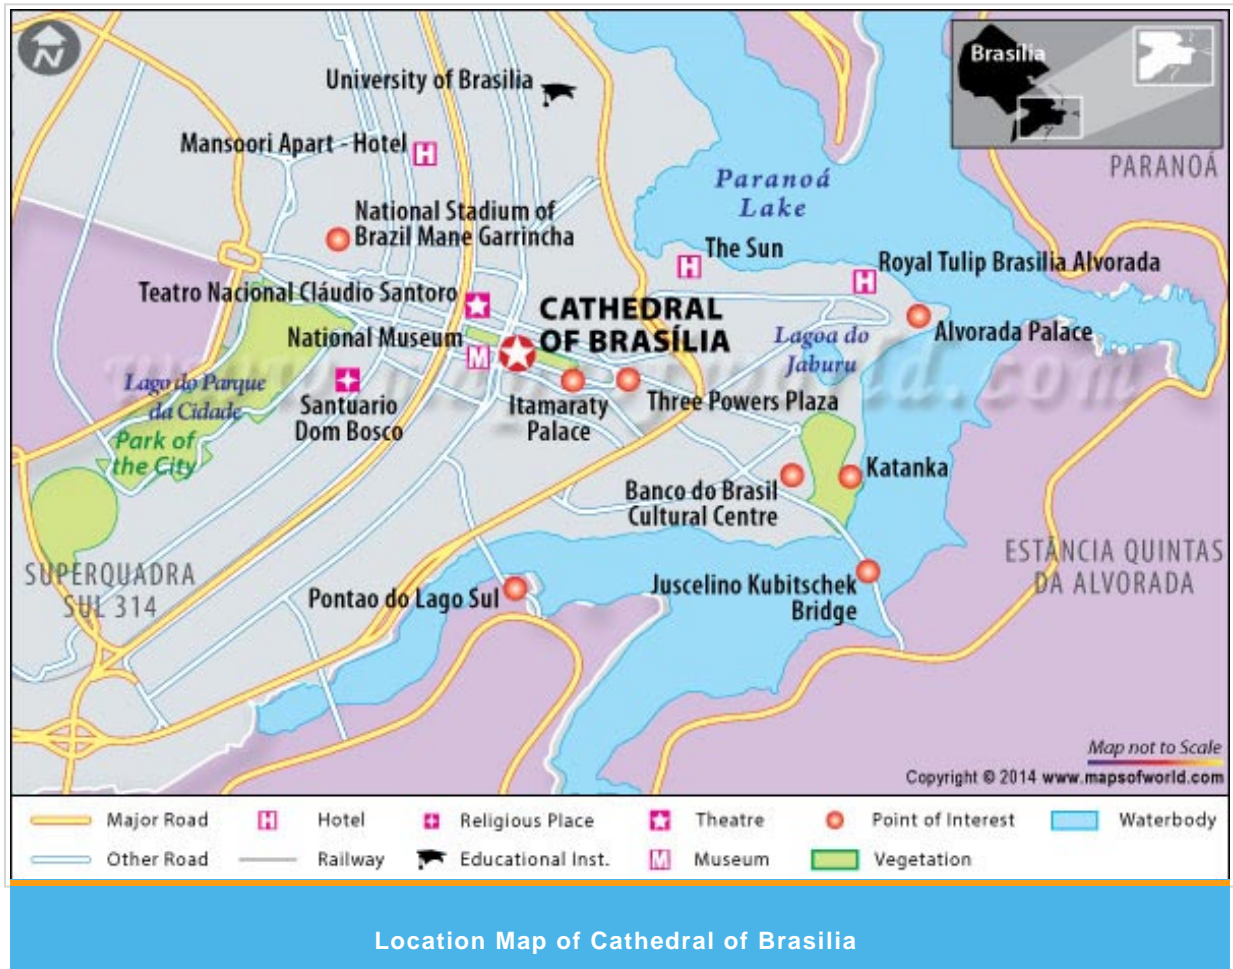 N
University of Brasilia
Mansoori Apart - Hotel
H
National Stadium of
Brazil Mane Garrincha
Brasília
PARANOÁ
Paranoá
Lake
The Sun
H
Royal Tulip Brasilia Alvorada
H
Teatro Nacional Cláudio Santoro
CATHEDRAL
OF BRASÍLIA
National Museum
M
Alvorada Palace
Lagoa do
Jaburu
www.mapsofworld.com
Lago do Parque
da Cidade
Park of
the City
Santuario
Dom Bosco
Itamaraty
Palace
Three Powers Plaza
Katanka
Banco do Brasil
Cultural Centre
SUPERQUADRA
SUL 314
Pontao do Lago Sul
Juscelino Kubitschek
Bridge
ESTÂNCIA QUINTAS
DA ALVORADA
Map not to Scale
Copyright © 2014 www.mapsofworld.com
Major Road H Hotel Religious Place Theatre Point of Interest Waterbody
Other Road Railway Educational Inst. M Museum Vegetation
Location Map of Cathedral of Brasilia